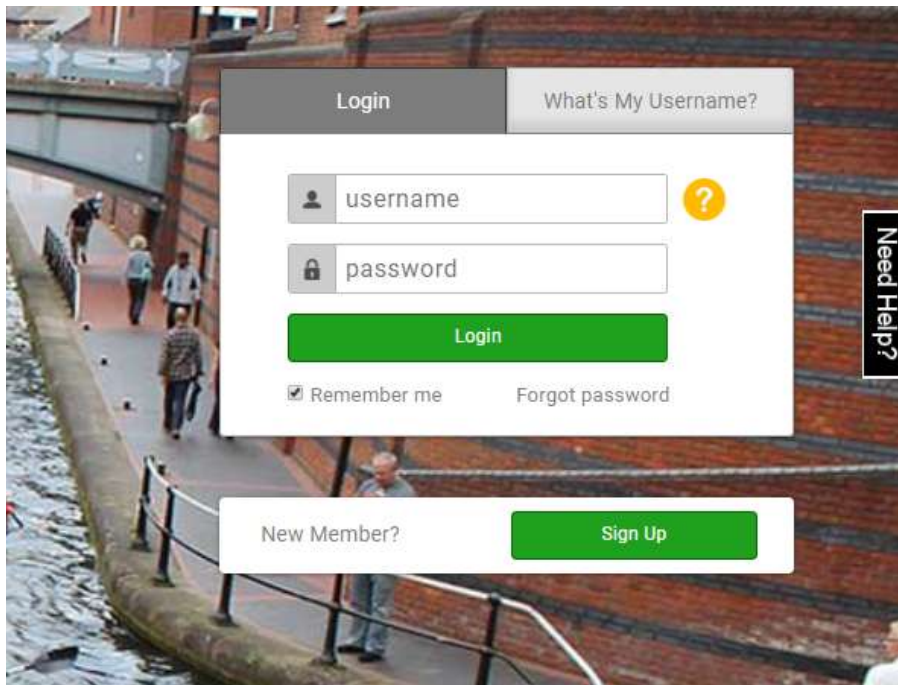 Login
What's My Username?
username
?
password
Login
Remember me
Forgot password
Need Help?
New Member?
Sign Up